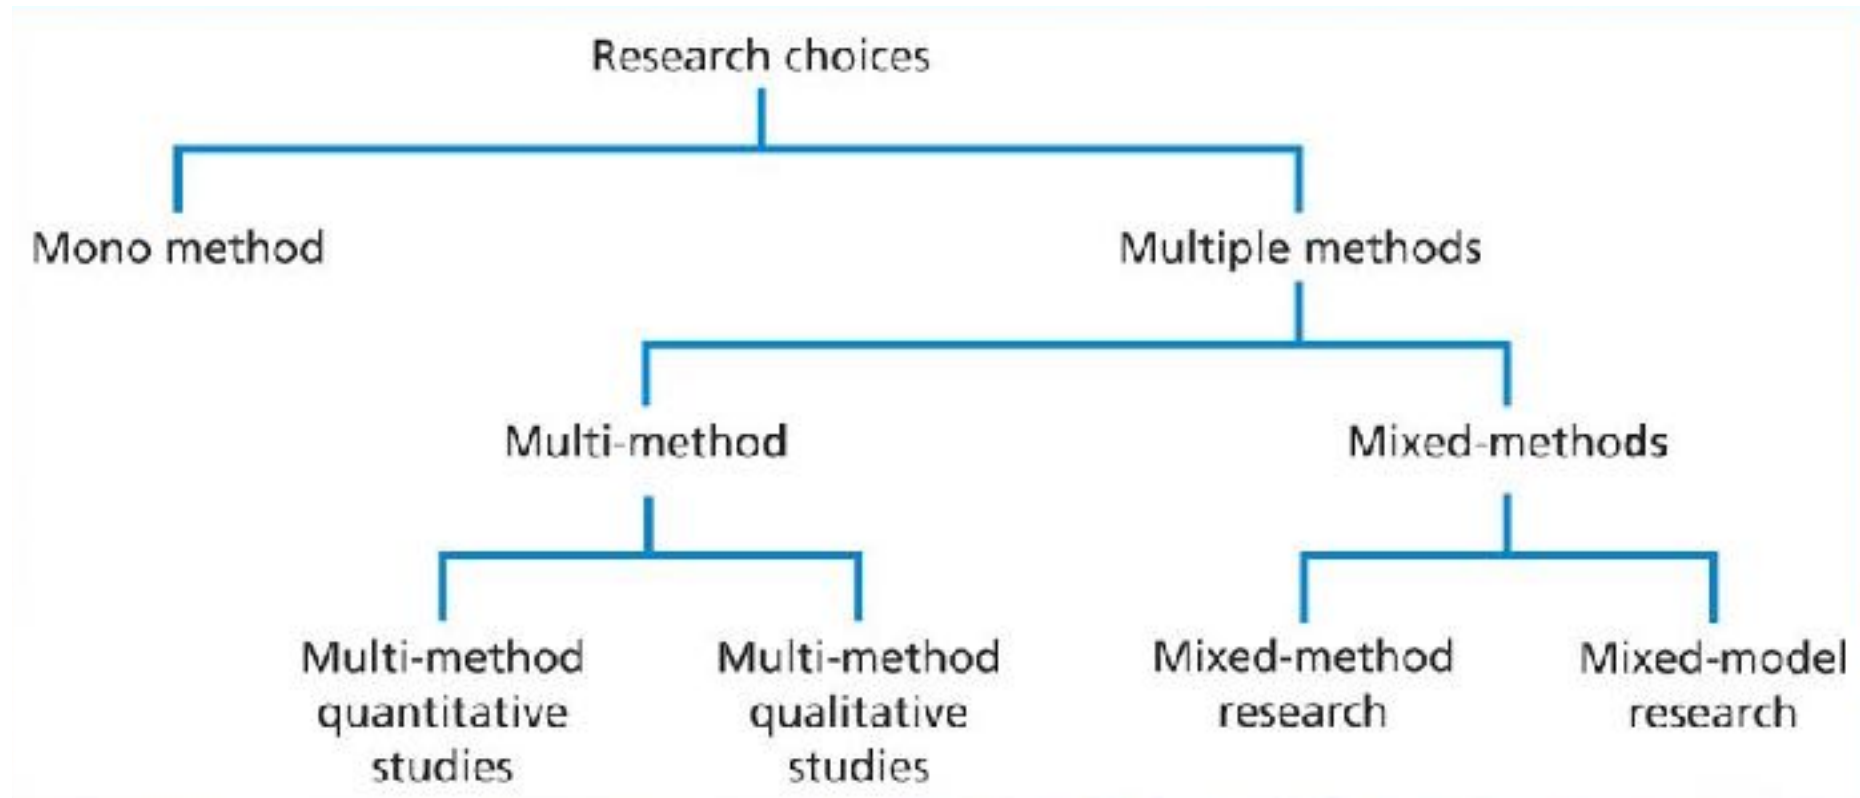 Research choices
Mono method
Multiple methods
Multi-method
Mixed-methods
Multi-method
quantitative
studies
Multi-method
qualitative
studies
Mixed-method
research
Mixed-model
research